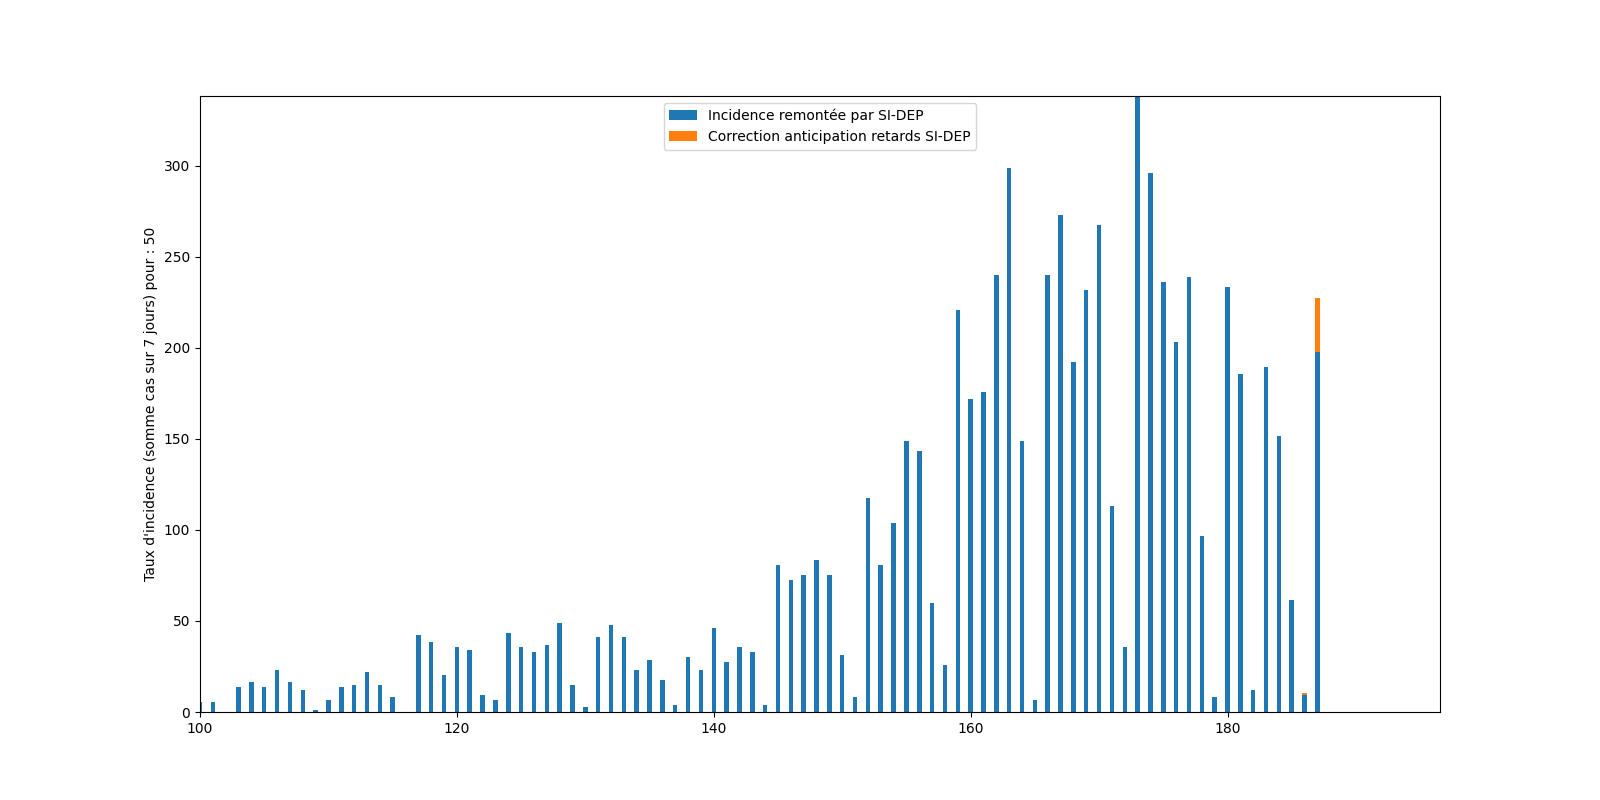 Incidence remontée par SI-DEP
Correction anticipation retards SI-DEP
Taux d'incidence (somme cas sur 7 jours) pour : 50
300
250
200
150
100
50
0
100 120 140 160 180